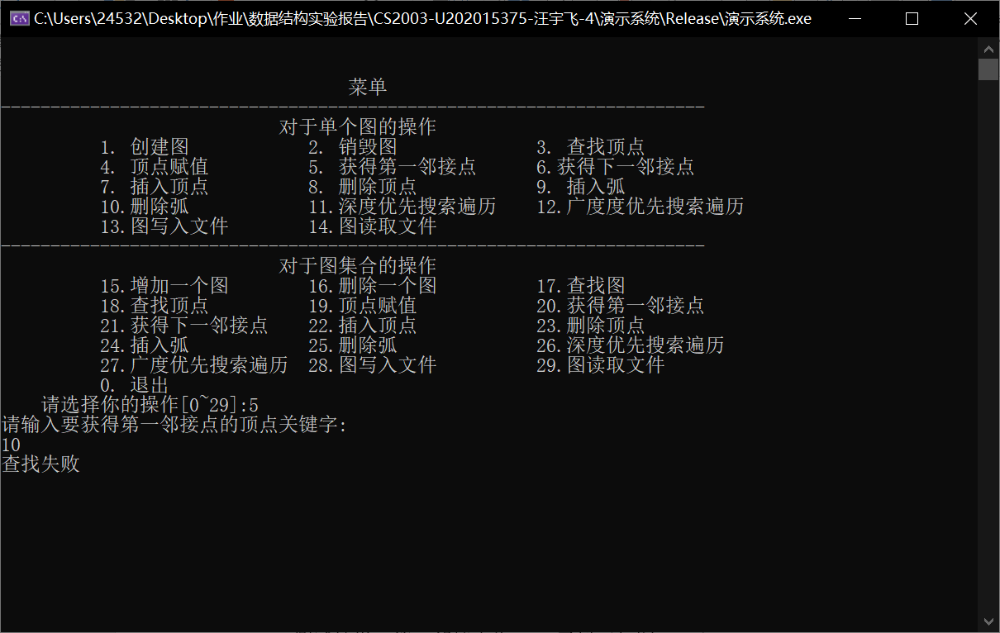 C:\Users\24532\Desktop\作业\数据结构实验报告\CS2003-U202015375-汪宇飞-4\演示系统\Release\演示系统.exe
菜单
-----------------------------------------------------------------------
对于单个图的操作
1. 创建图 2. 销毁图 3. 查找顶点
4. 顶点赋值 5. 获得第一邻接点 6.获得下一邻接点
7. 插入顶点 8. 删除顶点 9. 插入弧
10.删除弧 11.深度优先搜索遍历 12.广度度优先搜索遍历
13.图写入文件 14.图读取文件
-----------------------------------------------------------------------
对于图集合的操作
15.增加一个图 16.删除一个图 17.查找图
18.查找顶点 19.顶点赋值 20.获得第一邻接点
21.获得下一邻接点 22.插入顶点 23.删除顶点
24.插入弧 25.删除弧 26.深度优先搜索遍历
27.广度优先搜索遍历 28.图写入文件 29.图读取文件
0. 退出
请选择你的操作[0~29]:5
请输入要获得第一邻接点的顶点关键字:
10
查找失败